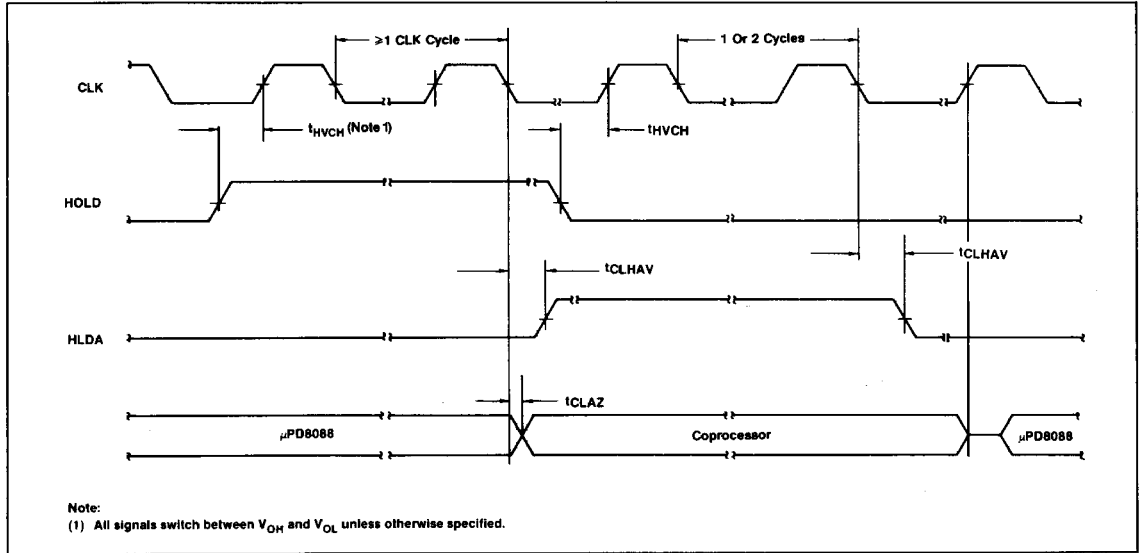 ≥1 CLK Cycle
1 Or 2 Cycles
CLK
tHVCH (Note 1)
tHVCH
HOLD
tCLHAV
tCLHAV
HLDA
tCLAZ
μPD8088
Coprocessor
μPD8088
Note:
(1) All signals switch between VOH and VOL unless otherwise specified.